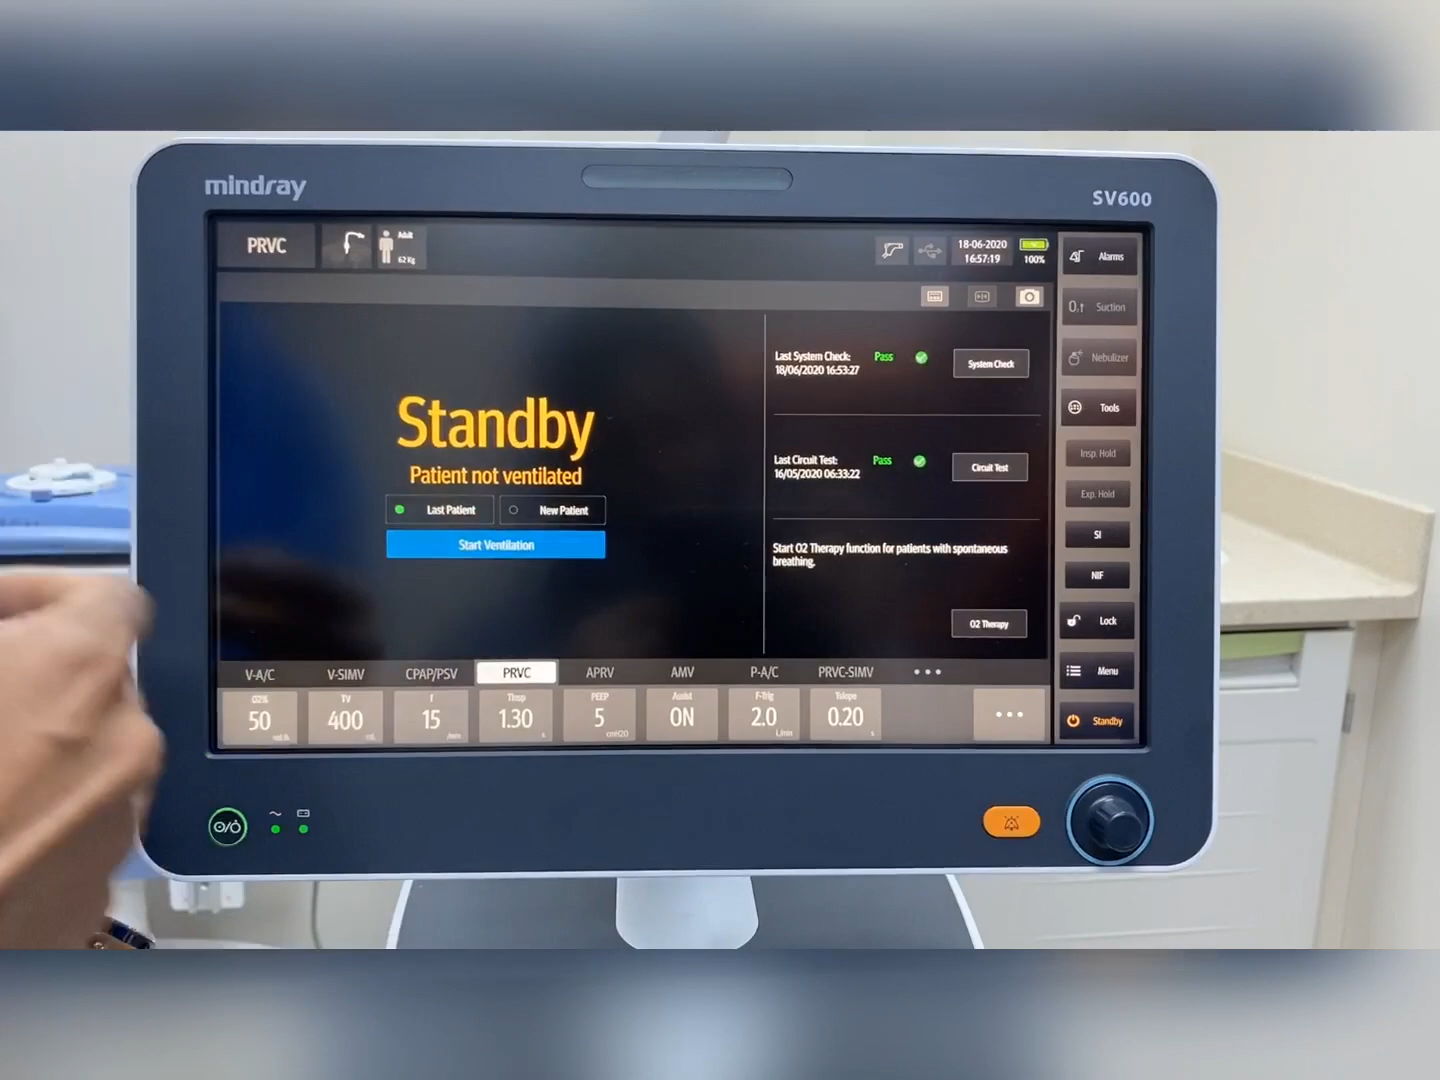 mindray
SV600
PRVC
Adult
62 Kg
18-06-2020
16:57:19
100%
Alarms
O₂↑ Suction
Nebulizer
Tools
Insp. Hold
Exp. Hold
SI
NIF
Lock
Menu
Standby
Last System Check: Pass
18/06/2020 16:53:27
System Check
Last Circuit Test: Pass
16/05/2020 06:33:22
Circuit Test
Start O2 Therapy function for patients with spontaneous
breathing.
O2 Therapy
Standby
Patient not ventilated
Last Patient New Patient
Start Ventilation
V-A/C V-SIMV CPAP/PSV PRVC APRV AMV P-A/C PRVC-SIMV •••
O2% TV f Tinsp PEEP Assist F-Trig Tslope
50 400 15 1.30 5 ON 2.0 0.20 •••
vol.% mL /min s cmH2O L/min s